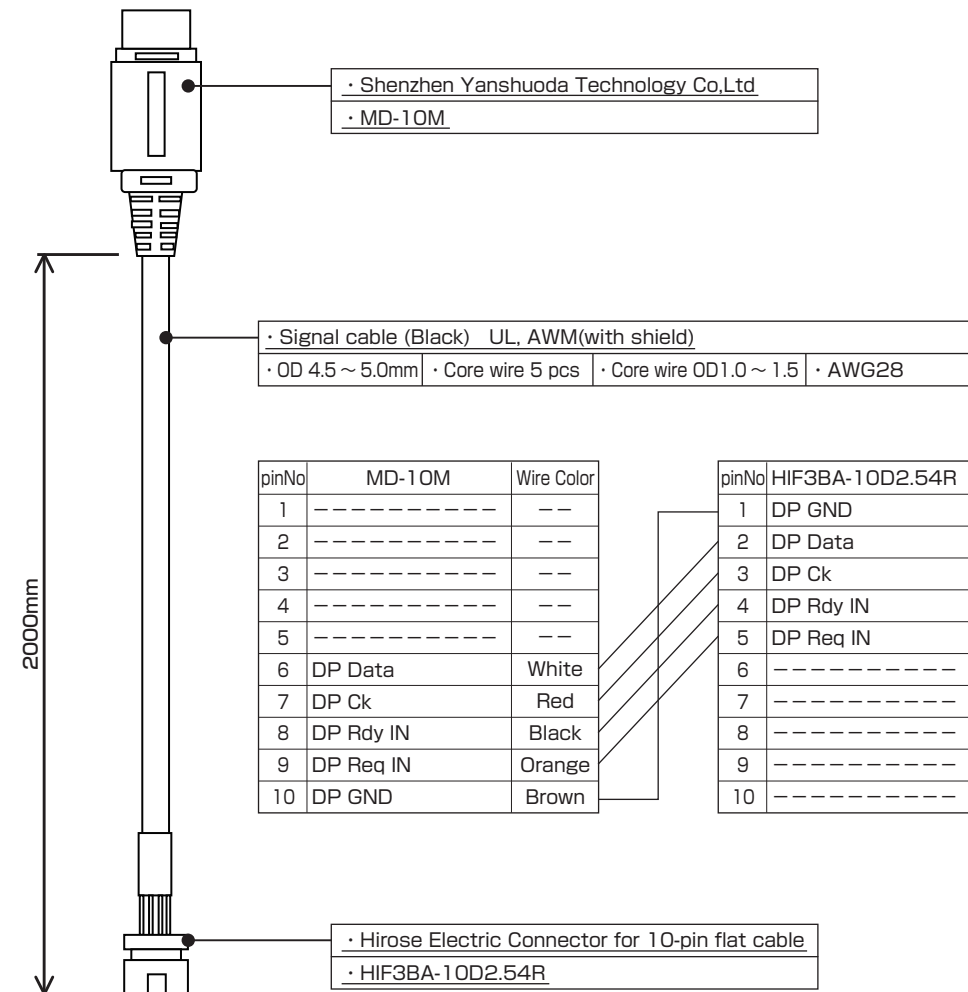 ・Shenzhen Yanshuoda Technology Co,Ltd
・MD-10M
・Signal cable (Black) UL, AWM(with shield)
・OD 4.5～5.0mm ・Core wire 5 pcs ・Core wire OD1.0～1.5 ・AWG28
2000mm
pinNo MD-10M Wire Color
1 ---------- --
2 ---------- --
3 ---------- --
4 ---------- --
5 ---------- --
6 DP Data White
7 DP Ck Red
8 DP Rdy IN Black
9 DP Req IN Orange
10 DP GND Brown
pinNo HIF3BA-10D2.54R
1 DP GND
2 DP Data
3 DP Ck
4 DP Rdy IN
5 DP Req IN
6 ----------
7 ----------
8 ----------
9 ----------
10 ----------
・Hirose Electric Connector for 10-pin flat cable
・HIF3BA-10D2.54R